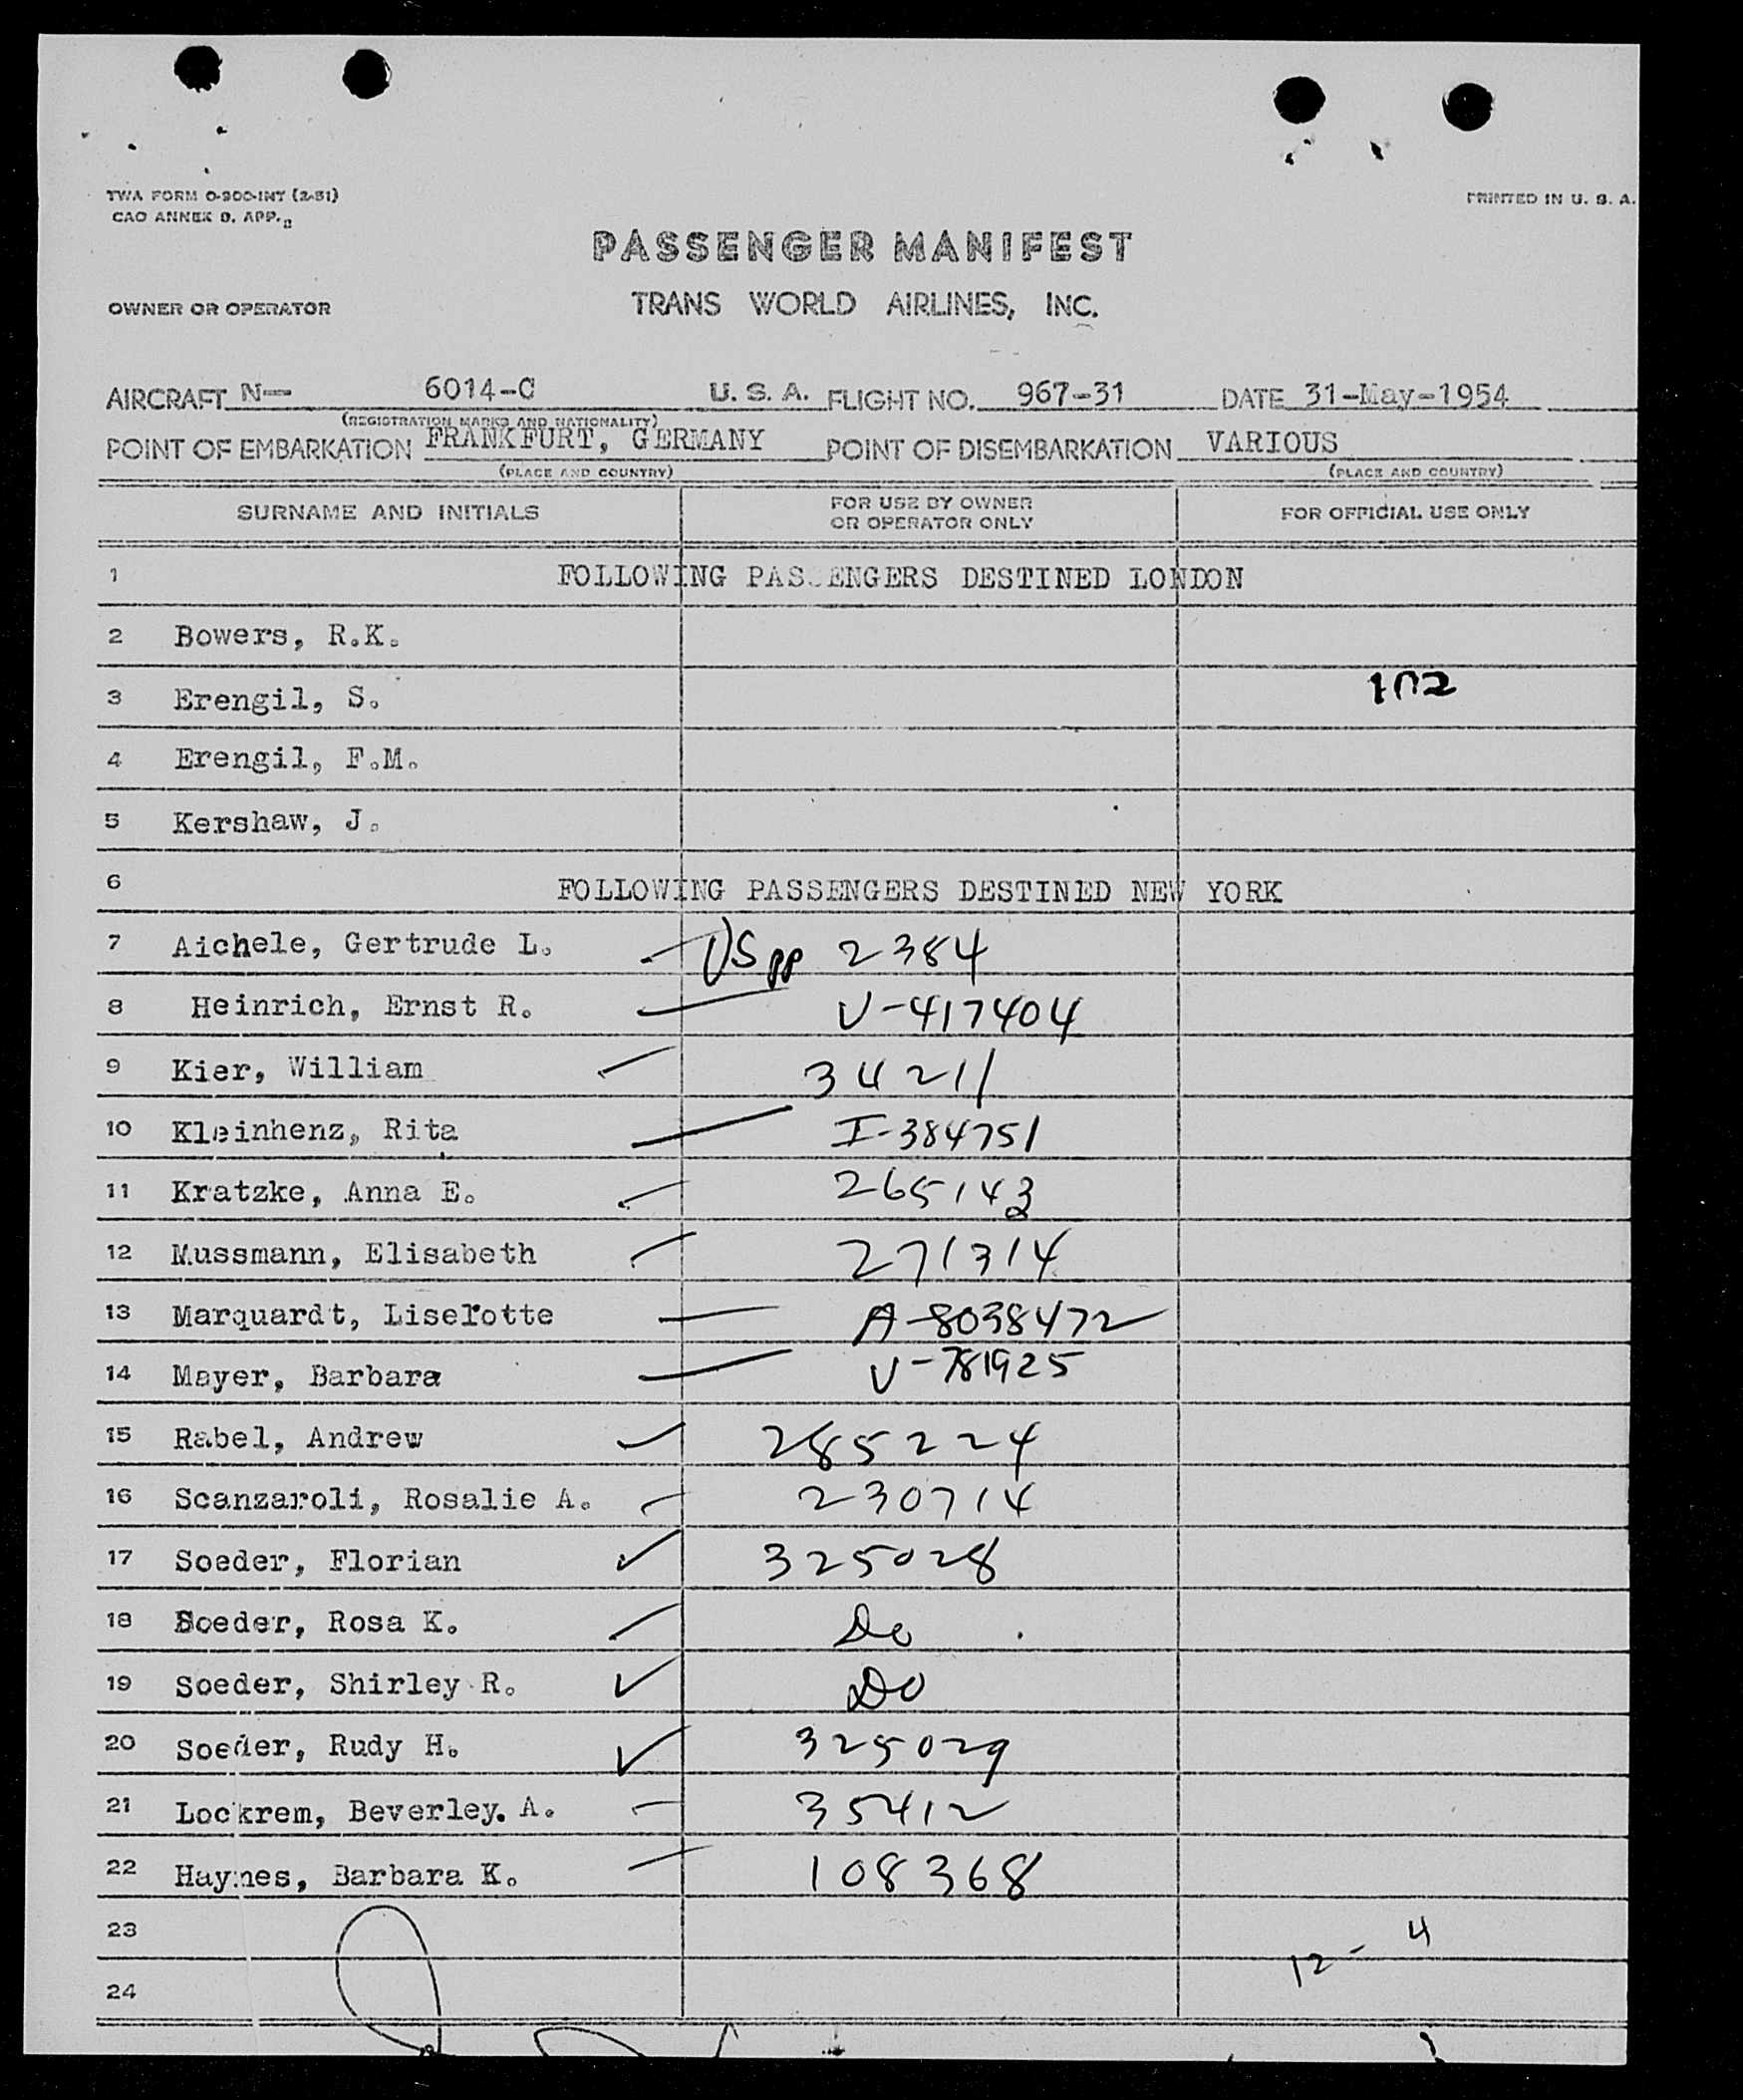 TWA FORM O-900-INT (2-51)
CAO ANNEX 9. APP.
PRINTED IN U. S. A.
PASSENGER MANIFEST
OWNER OR OPERATOR TRANS WORLD AIRLINES, INC.
AIRCRAFT N— 6014-C U. S. A. FLIGHT NO. 967-31 DATE 31-May-1954
(REGISTRATION MARKS AND NATIONALITY)
POINT OF EMBARKATION FRANKFURT, GERMANY POINT OF DISEMBARKATION VARIOUS
(PLACE AND COUNTRY) (PLACE AND COUNTRY)
SURNAME AND INITIALS FOR USE BY OWNER OR OPERATOR ONLY FOR OFFICIAL USE ONLY
1 FOLLOWING PASSENGERS DESTINED LONDON
2 Bowers, R.K.
3 Erengil, S. 102
4 Erengil, F.M.
5 Kershaw, J.
6 FOLLOWING PASSENGERS DESTINED NEW YORK
7 Aichele, Gertrude L. USpp 2384
8 Heinrich, Ernst R. V-417404
9 Kier, William 34211
10 Kleinhenz, Rita I-384751
11 Kratzke, Anna E. 265143
12 Mussmann, Elisabeth 271314
13 Marquardt, Liselotte A-8038472
14 Mayer, Barbara V-781925
15 Rabel, Andrew ✓ 285224
16 Scanzaroli, Rosalie A. 230714
17 Soeder, Florian ✓ 325028
18 Soeder, Rosa K. Do
19 Soeder, Shirley R. ✓ Do
20 Soeder, Rudy H. ✓ 325029
21 Lockrem, Beverley. A. 35412
22 Haynes, Barbara K. 108368
23 12 - 4
24